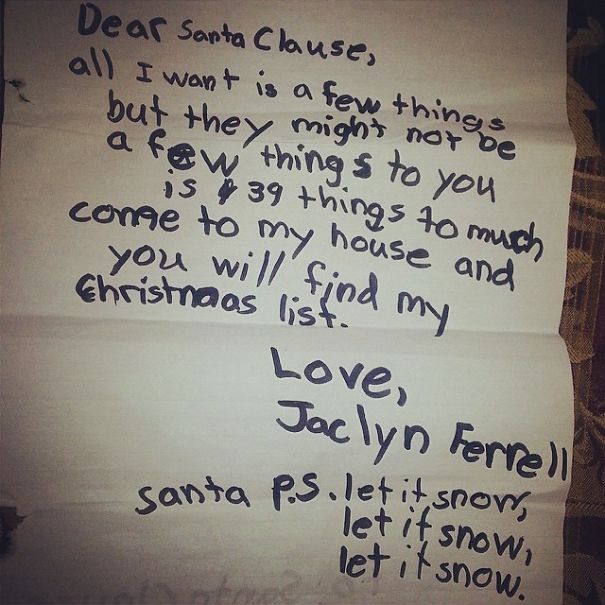 Dear Santa Clause,
all I want is a few things
but they might not be
a few things to you
is 39 things to much
come to my house and
you will find my
Christmaas list.
Love,
Jaclyn Ferrell
santa P.S. let it snow,
let it snow,
let it snow.